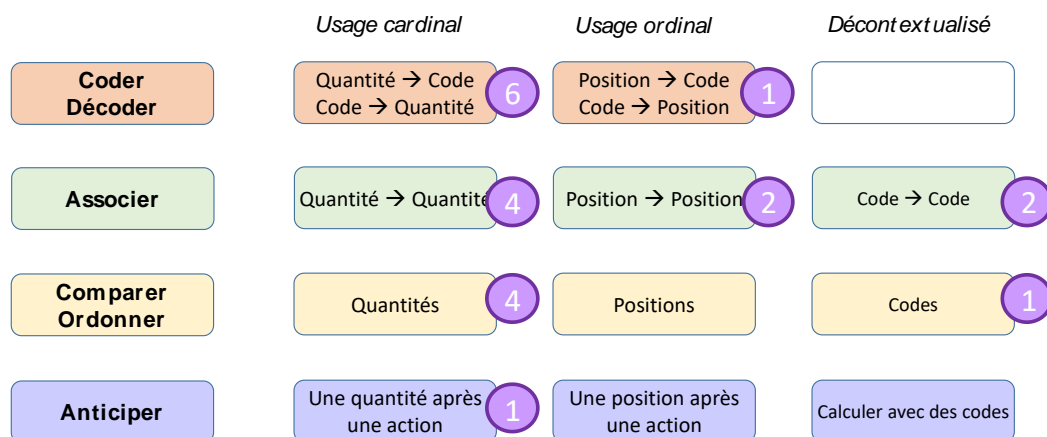 Usage cardinal
Usage ordinal
Décontextualisé
Coder
Décoder
Quantité → Code
Code → Quantité
6
Position → Code
Code → Position
1
Associer
Quantité → Quantité
4
Position → Position
2
Code → Code
2
Comparer
Ordonner
Quantités
4
Positions
Codes
1
Anticiper
Une quantité après
une action
1
Une position après
une action
Calculer avec des codes